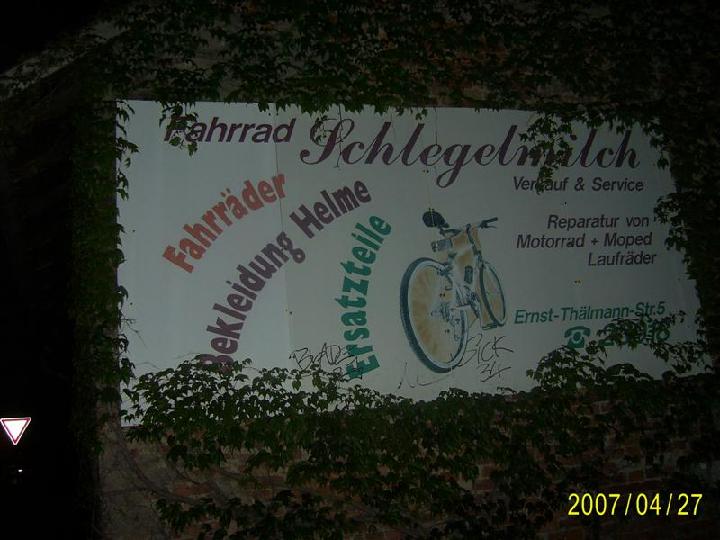 Fahrrad Schlegelmilch
Verkauf & Service
Fahrräder
Bekleidung Helme
Ersatzteile
Reparatur von
Motorrad + Moped
Laufräder
Ernst-Thälmann-Str.5
SICK
2007/04/27